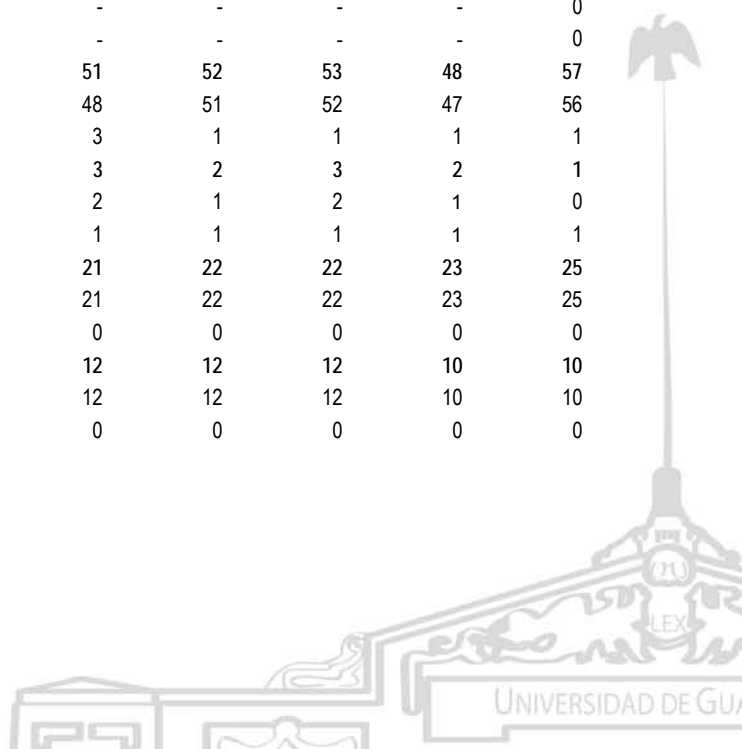 - - - - 0
- - - - 0
51 52 53 48 57
48 51 52 47 56
3 1 1 1 1
3 2 3 2 1
2 1 2 1 0
1 1 1 1 1
21 22 22 23 25
21 22 22 23 25
0 0 0 0 0
12 12 12 10 10
12 12 12 10 10
0 0 0 0 0
LEX
UNIVERSIDAD DE GUA